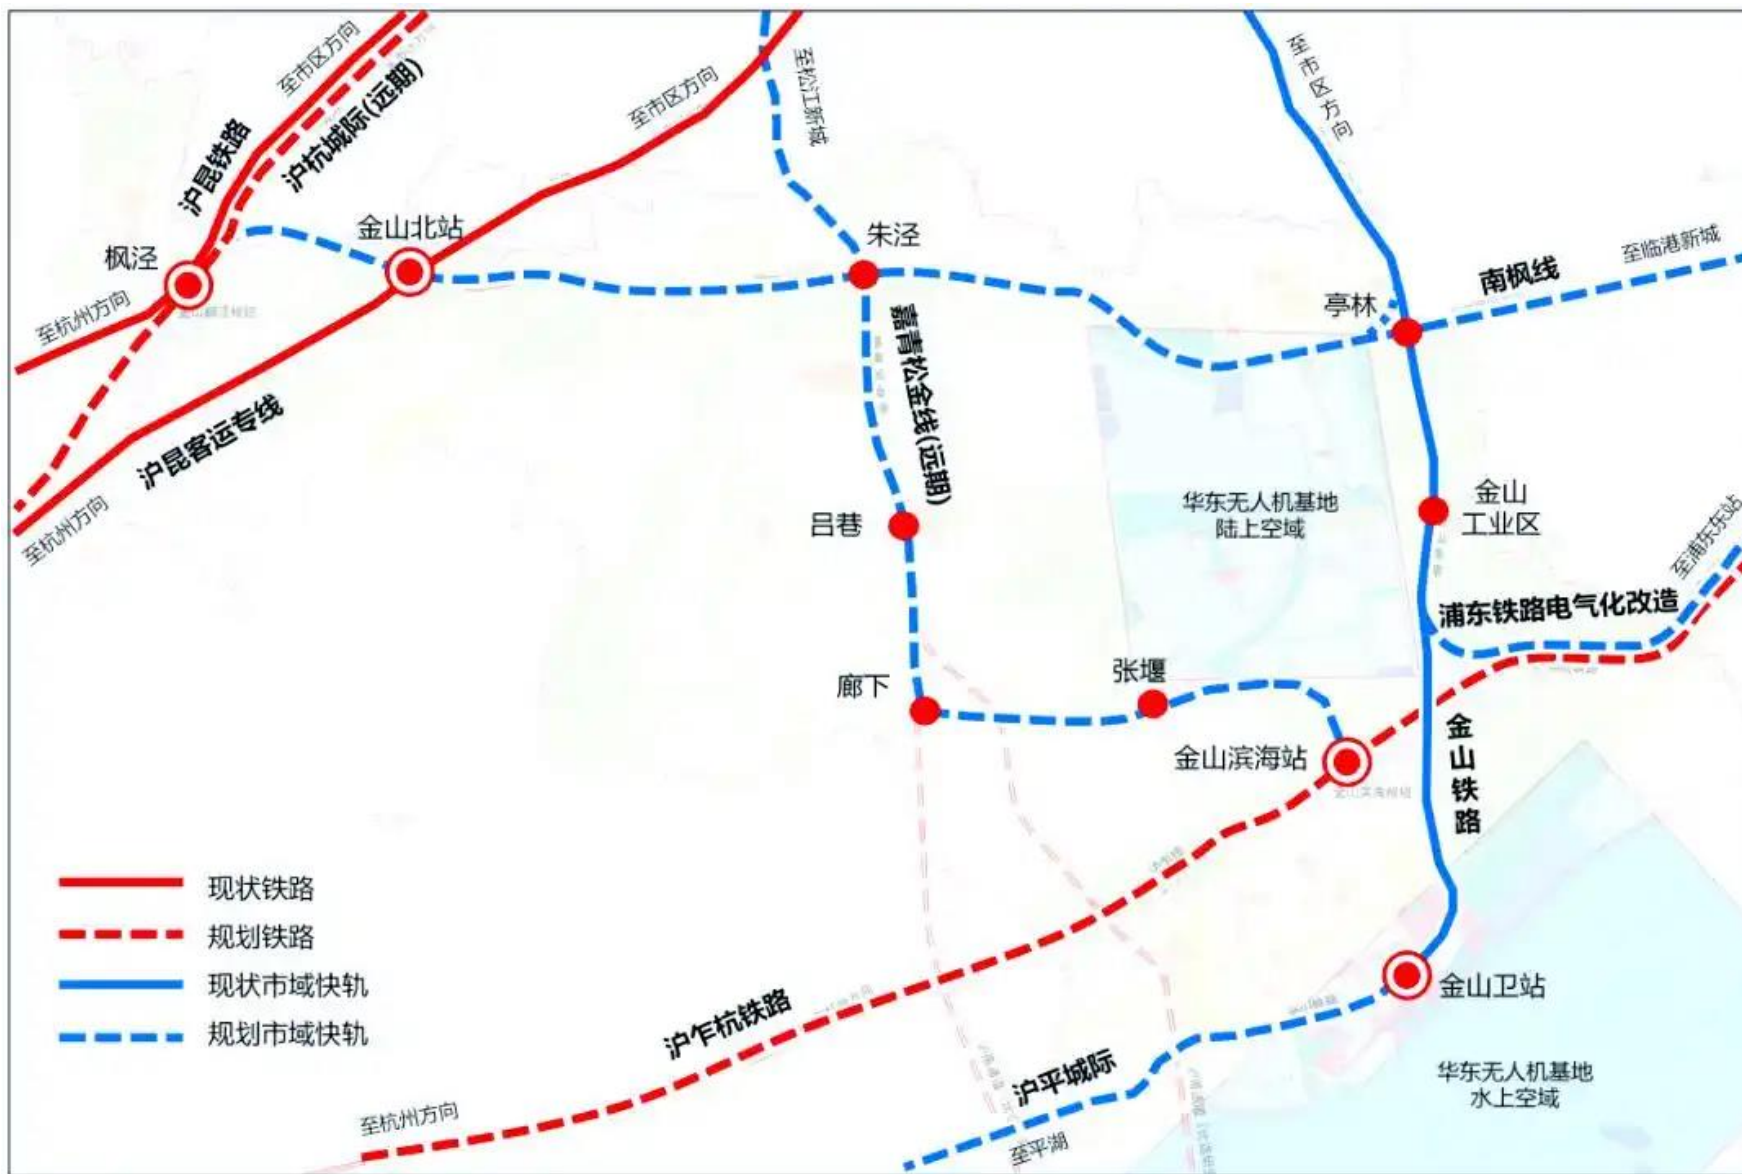 至市区方向
沪昆铁路
沪杭城际(远期)
至市区方向
至松江新城
至市区方向
枫泾
金山北站
朱泾
至杭州方向
亭林
南枫线
至临港新城
沪昆客运专线
至杭州方向
嘉青松金线(远期)
吕巷
华东无人机基地
陆上空域
金山
工业区
至浦东东站
浦东铁路电气化改造
廊下
张堰
金山滨海站
金山铁路
现状铁路
规划铁路
现状市域快轨
规划市域快轨
沪乍杭铁路
至杭州方向
沪平城际
至平湖
金山卫站
华东无人机基地
水上空域